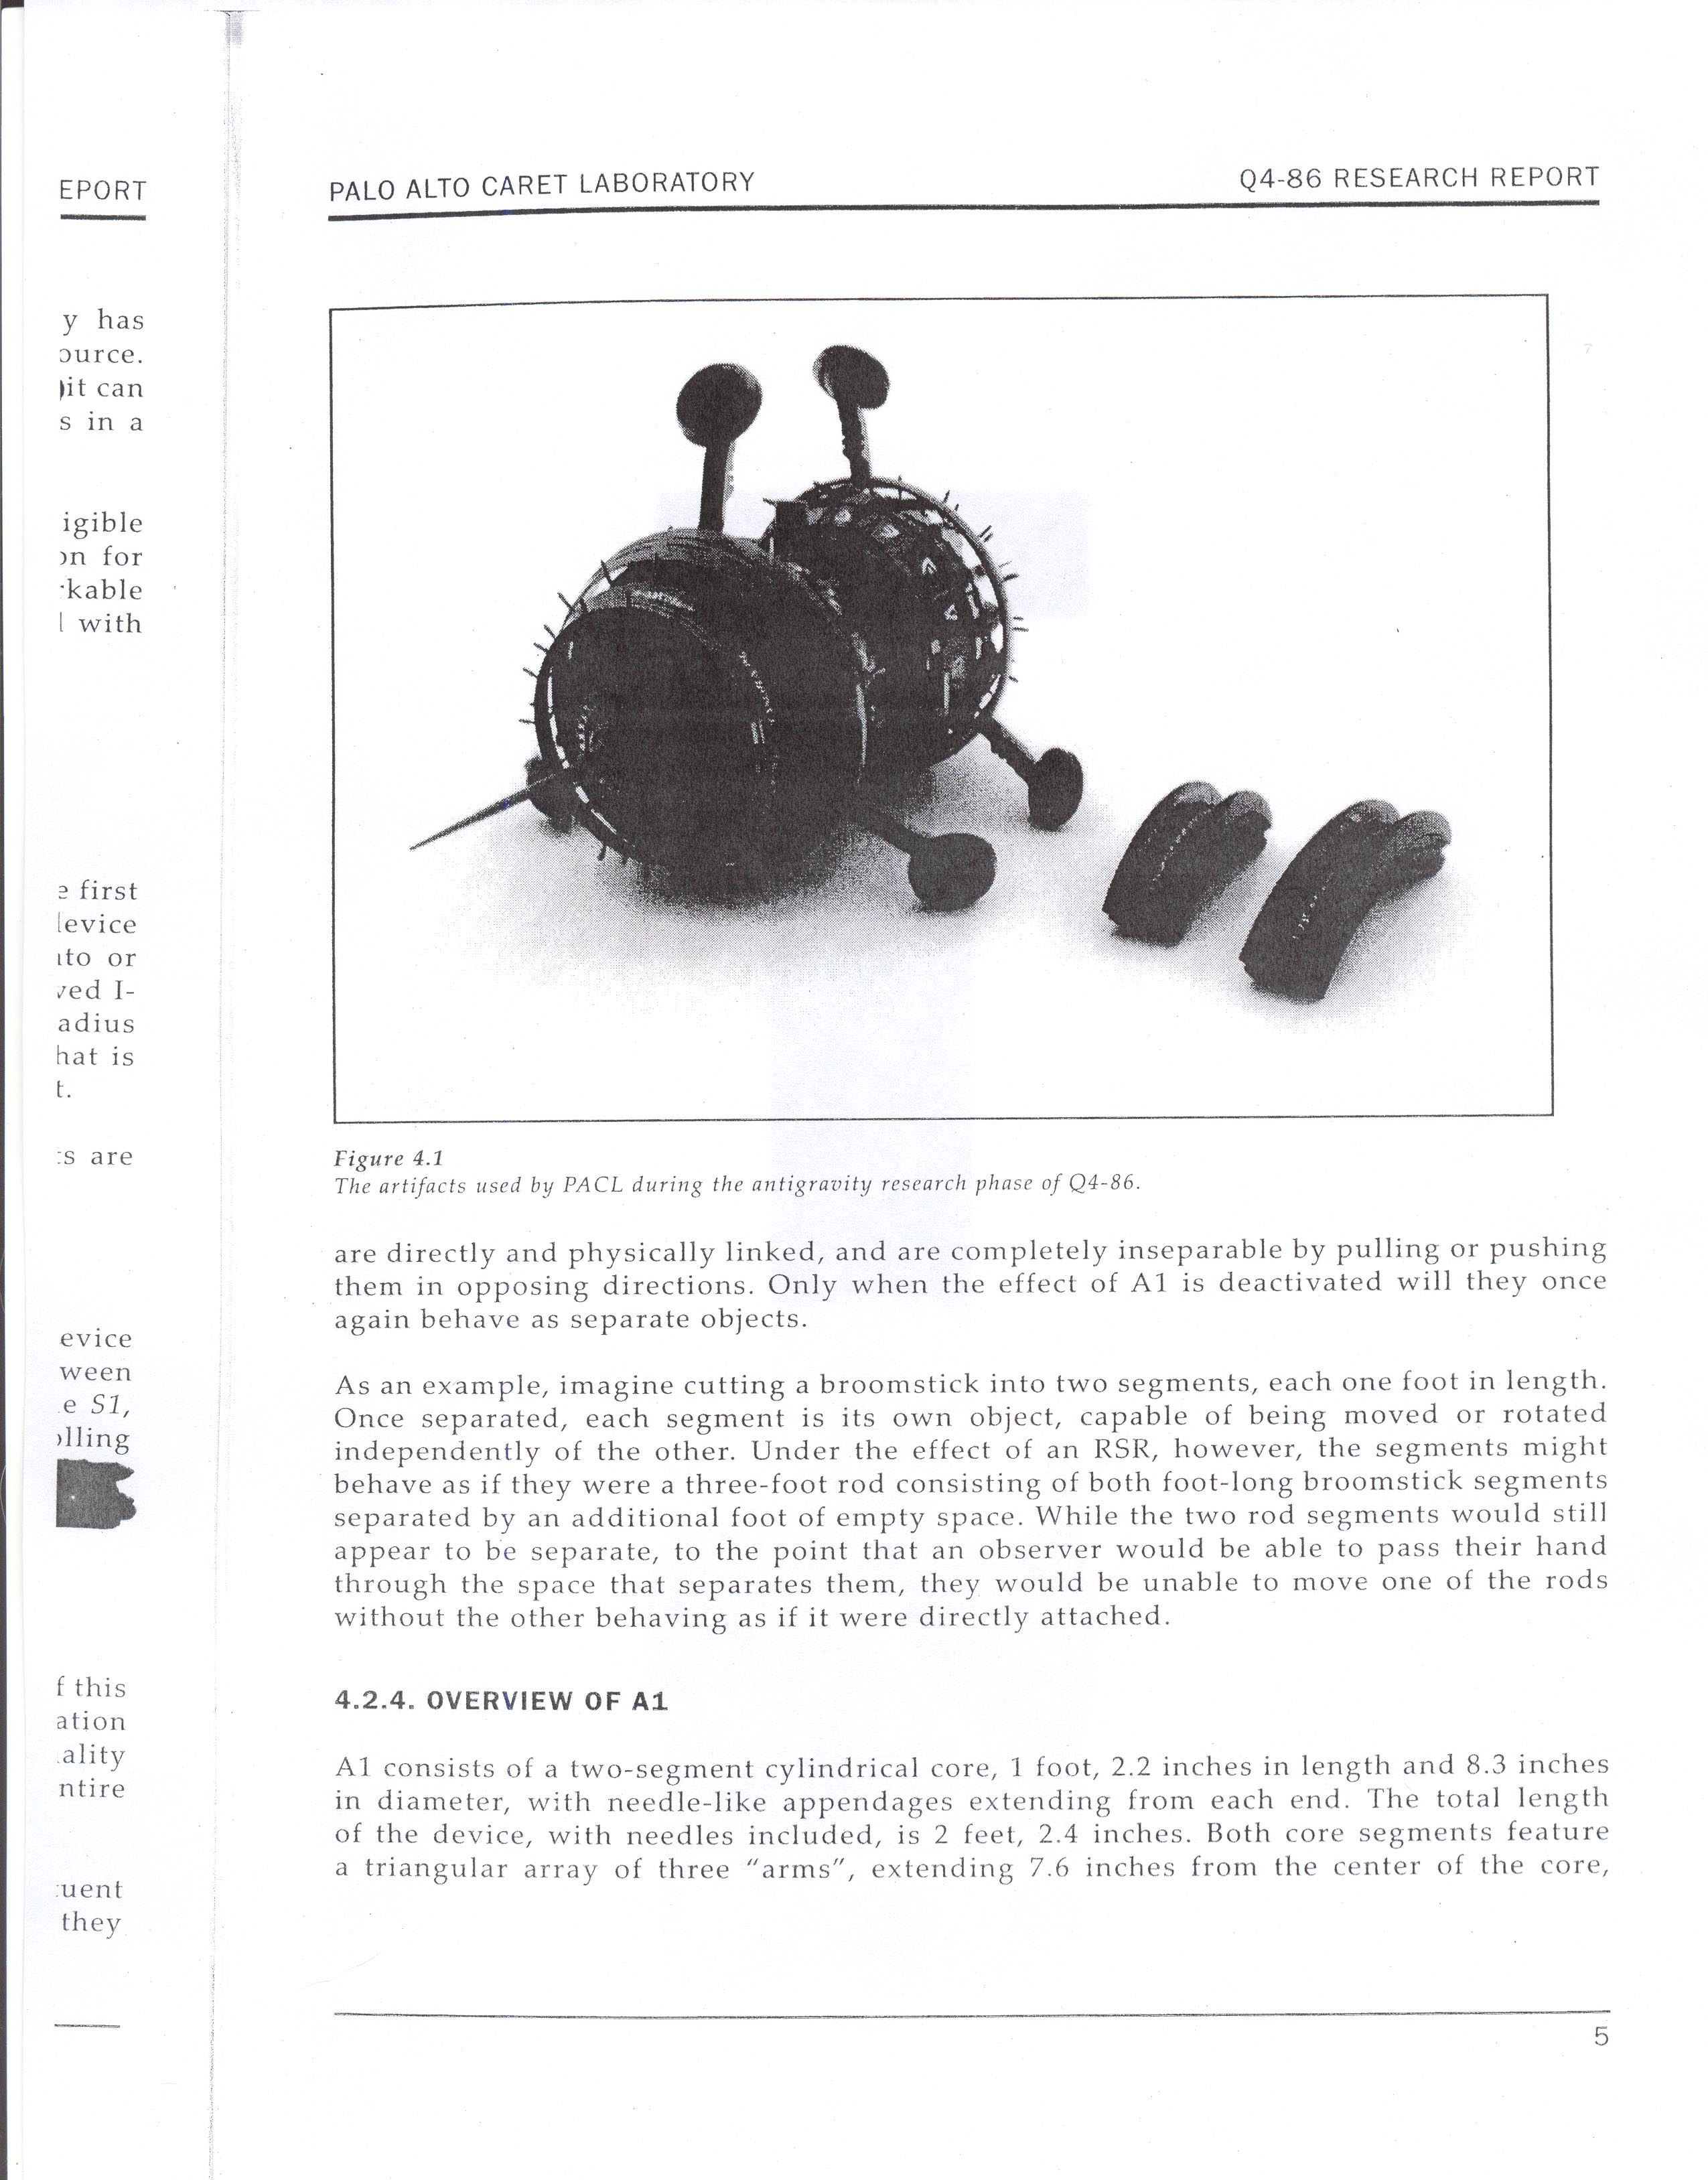 EPORT
y has
ource.
it can
s in a
igible
on for
kable
with
first
evice
to or
ved I-
adius
hat is
t.
s are
evice
ween
e S1,
lling
f this
ation
ality
ntire
uent
they
PALO ALTO CARET LABORATORY
Q4-86 RESEARCH REPORT
Figure 4.1
The artifacts used by PACL during the antigravity research phase of Q4-86.
are directly and physically linked, and are completely inseparable by pulling or pushing
them in opposing directions. Only when the effect of A1 is deactivated will they once
again behave as separate objects.
As an example, imagine cutting a broomstick into two segments, each one foot in length.
Once separated, each segment is its own object, capable of being moved or rotated
independently of the other. Under the effect of an RSR, however, the segments might
behave as if they were a three-foot rod consisting of both foot-long broomstick segments
separated by an additional foot of empty space. While the two rod segments would still
appear to be separate, to the point that an observer would be able to pass their hand
through the space that separates them, they would be unable to move one of the rods
without the other behaving as if it were directly attached.
4.2.4. OVERVIEW OF A1
A1 consists of a two-segment cylindrical core, 1 foot, 2.2 inches in length and 8.3 inches
in diameter, with needle-like appendages extending from each end. The total length
of the device, with needles included, is 2 feet, 2.4 inches. Both core segments feature
a triangular array of three "arms", extending 7.6 inches from the center of the core,
5